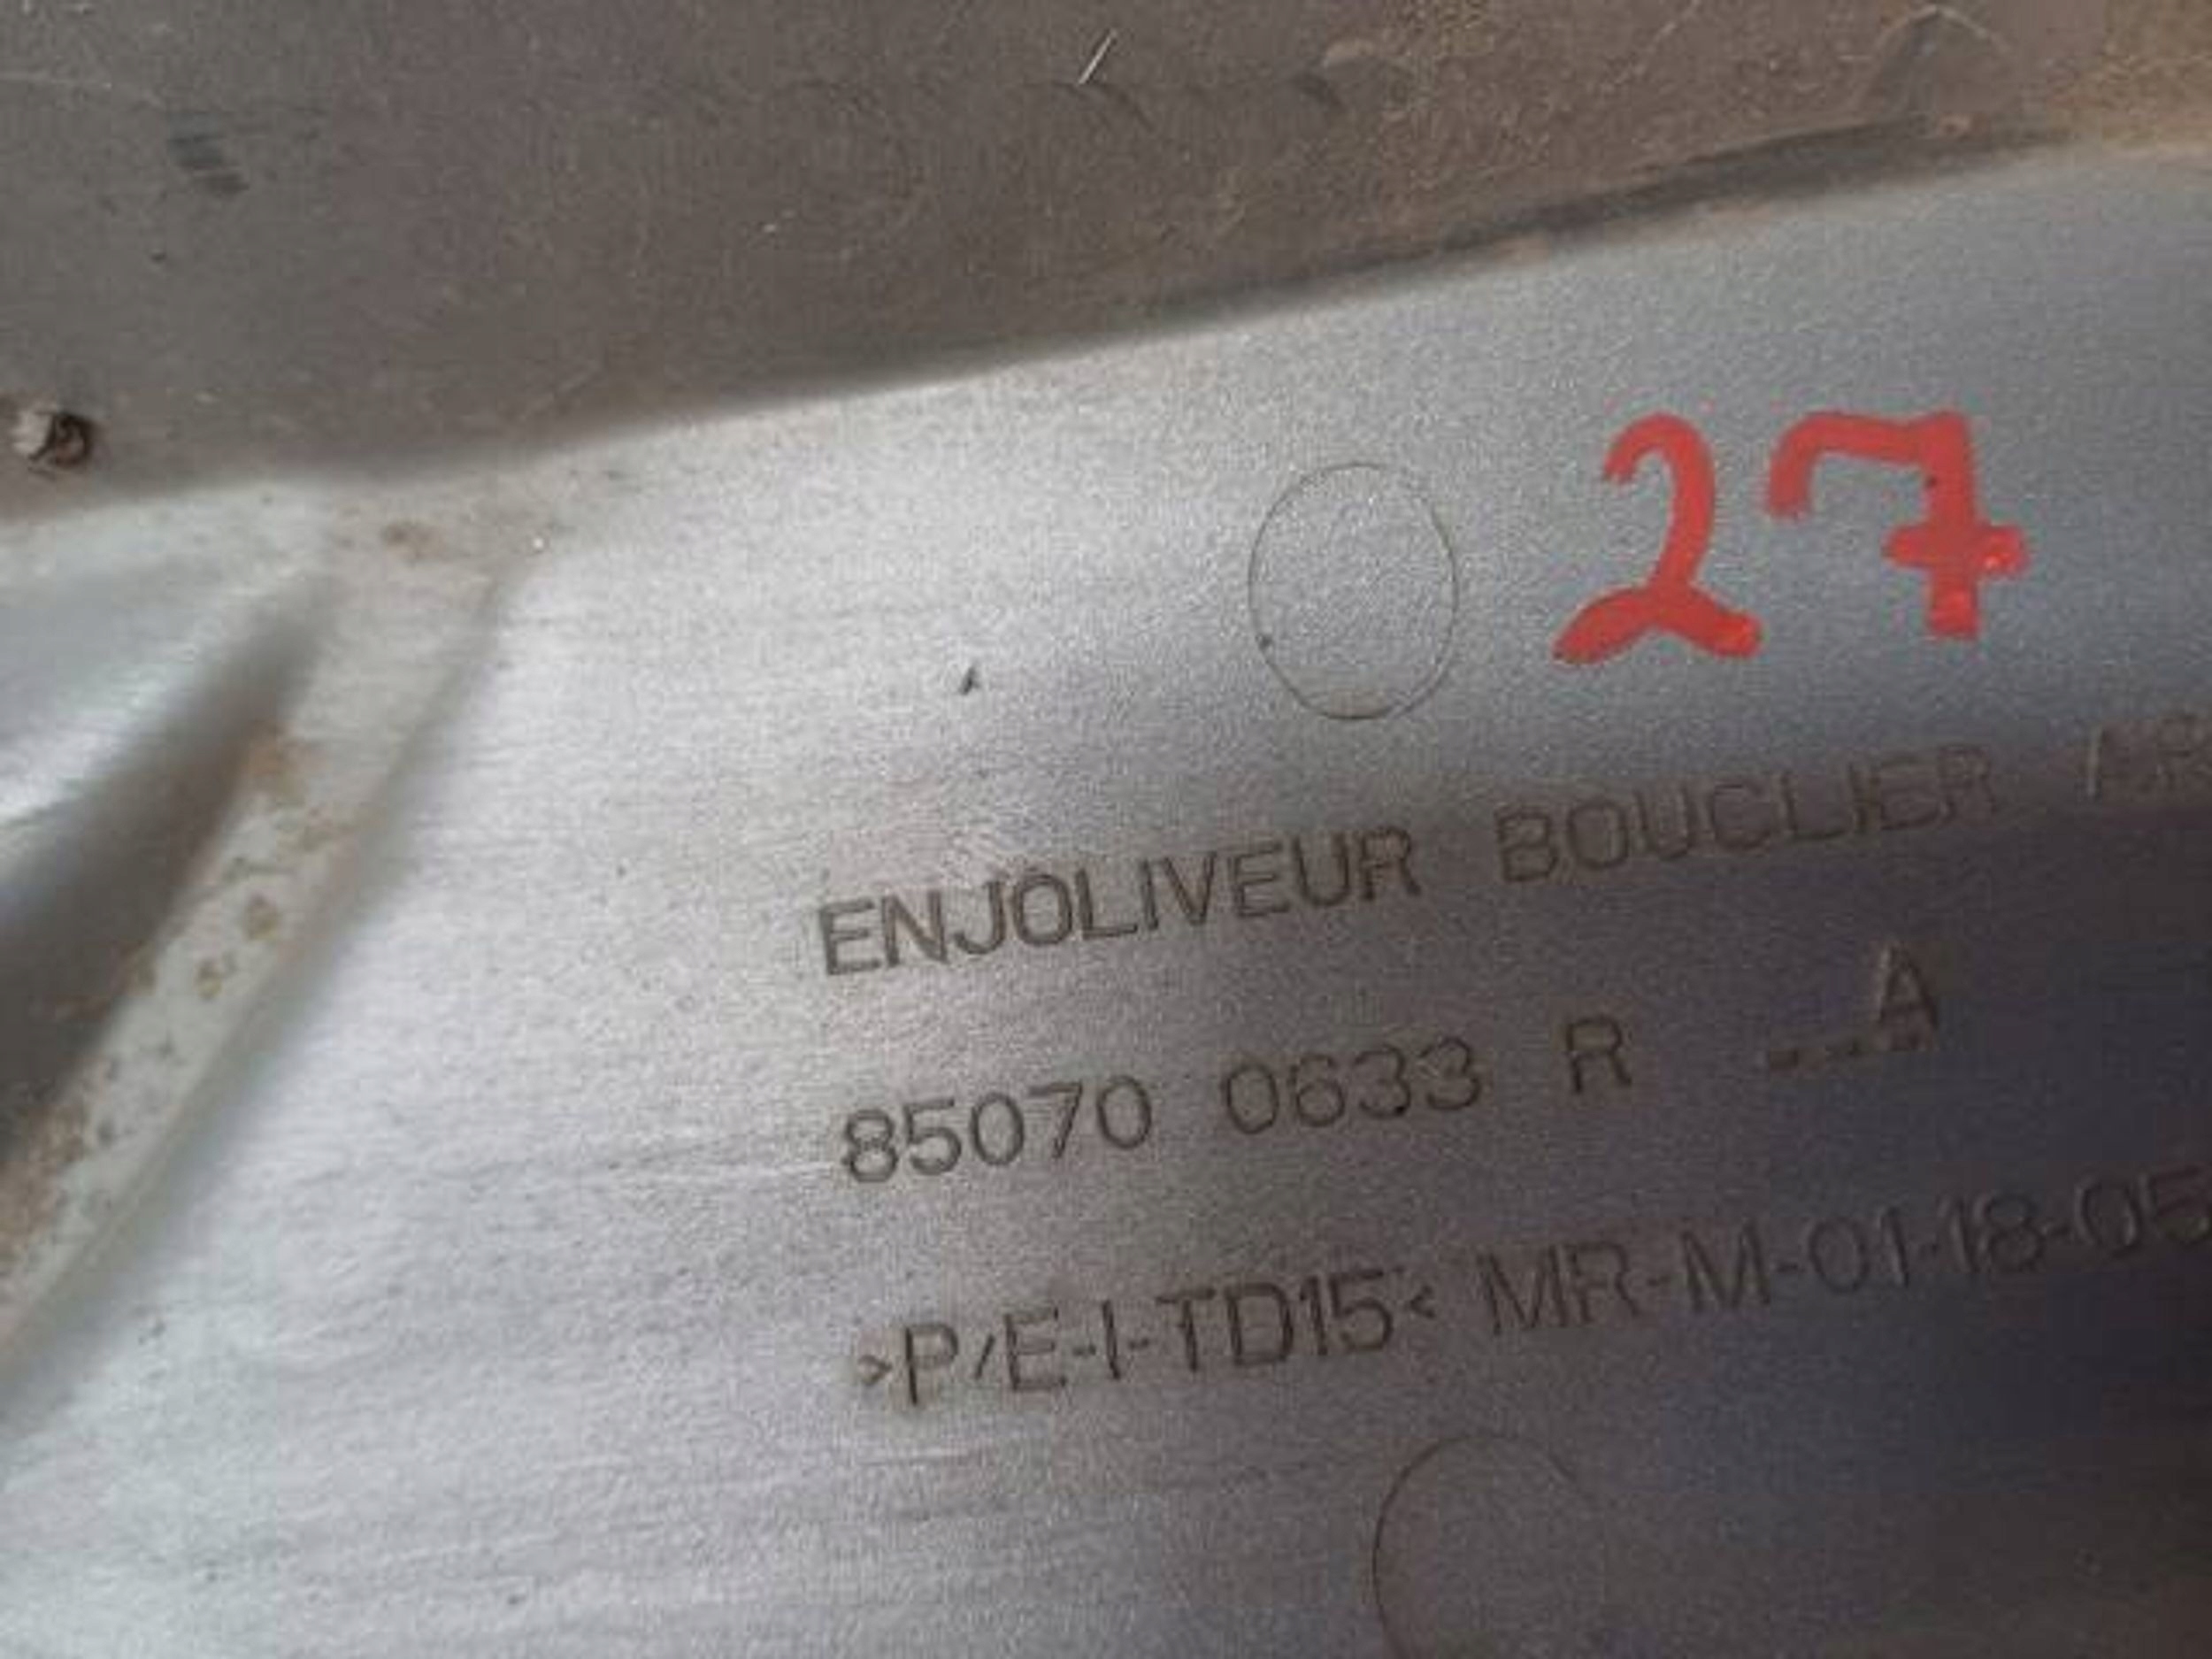 27
ENJOLIVEUR BOUCLIER
85070 0633 R ---A
>P/E-I-TD15< MR-M-01-18-05